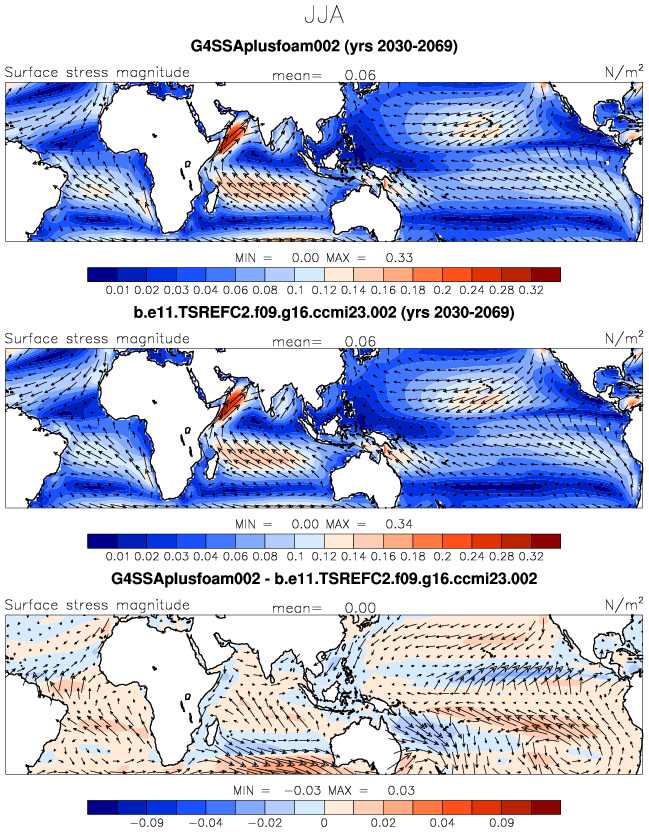 JJA
G4SSAplusfoam002 (yrs 2030-2069)
Surface stress magnitude mean= 0.06 N/m²
MIN = 0.00 MAX = 0.33
0.01 0.02 0.03 0.04 0.06 0.08 0.1 0.12 0.14 0.16 0.18 0.2 0.24 0.28 0.32
b.e11.TSREFC2.f09.g16.ccmi23.002 (yrs 2030-2069)
Surface stress magnitude mean= 0.06 N/m²
MIN = 0.00 MAX = 0.34
0.01 0.02 0.03 0.04 0.06 0.08 0.1 0.12 0.14 0.16 0.18 0.2 0.24 0.28 0.32
G4SSAplusfoam002 - b.e11.TSREFC2.f09.g16.ccmi23.002
Surface stress magnitude mean= 0.00 N/m²
MIN = −0.03 MAX = 0.03
−0.09 −0.04 −0.02 0 0.02 0.04 0.09